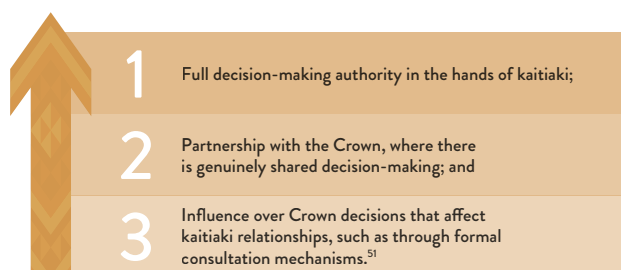 1
Full decision-making authority in the hands of kaitiaki;
2
Partnership with the Crown, where there
is genuinely shared decision-making; and
3
Influence over Crown decisions that affect
kaitiaki relationships, such as through formal
consultation mechanisms.51